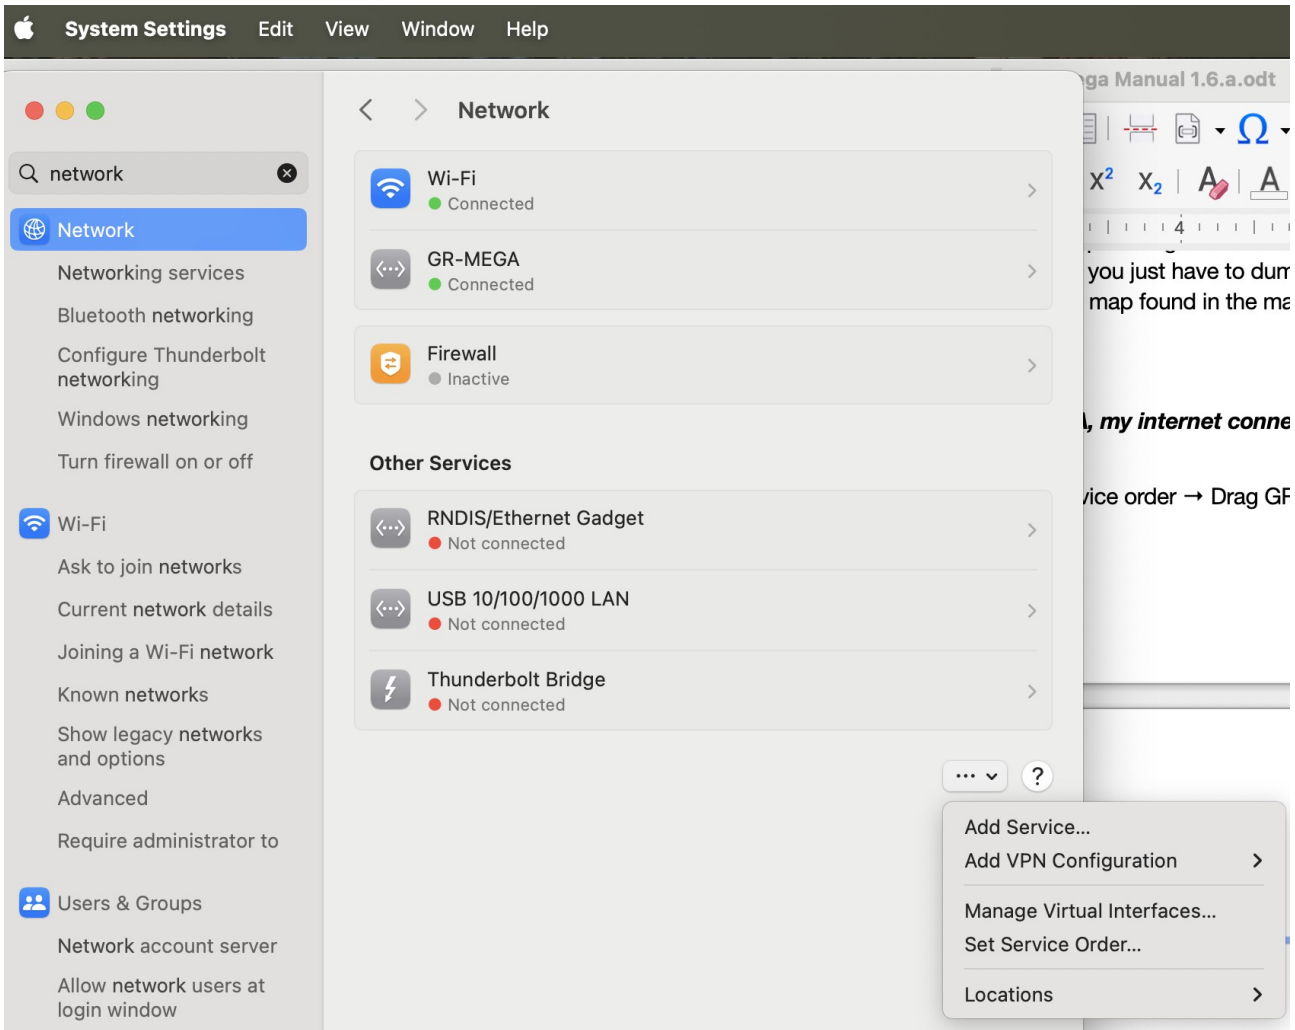 System Settings Edit View Window Help
ga Manual 1.6.a.odt
network
Network
Networking services
Bluetooth networking
Configure Thunderbolt
networking
Windows networking
Turn firewall on or off
Wi-Fi
Ask to join networks
Current network details
Joining a Wi-Fi network
Known networks
Show legacy networks
and options
Advanced
Require administrator to
Users & Groups
Network account server
Allow network users at
login window
Network
Wi-Fi
Connected
GR-MEGA
Connected
Firewall
Inactive
Other Services
RNDIS/Ethernet Gadget
Not connected
USB 10/100/1000 LAN
Not connected
Thunderbolt Bridge
Not connected
... ?
Add Service...
Add VPN Configuration
Manage Virtual Interfaces...
Set Service Order...
Locations
Ω
X² X₂ A A
4
you just have to dum
map found in the ma
, my internet conne
vice order → Drag GF